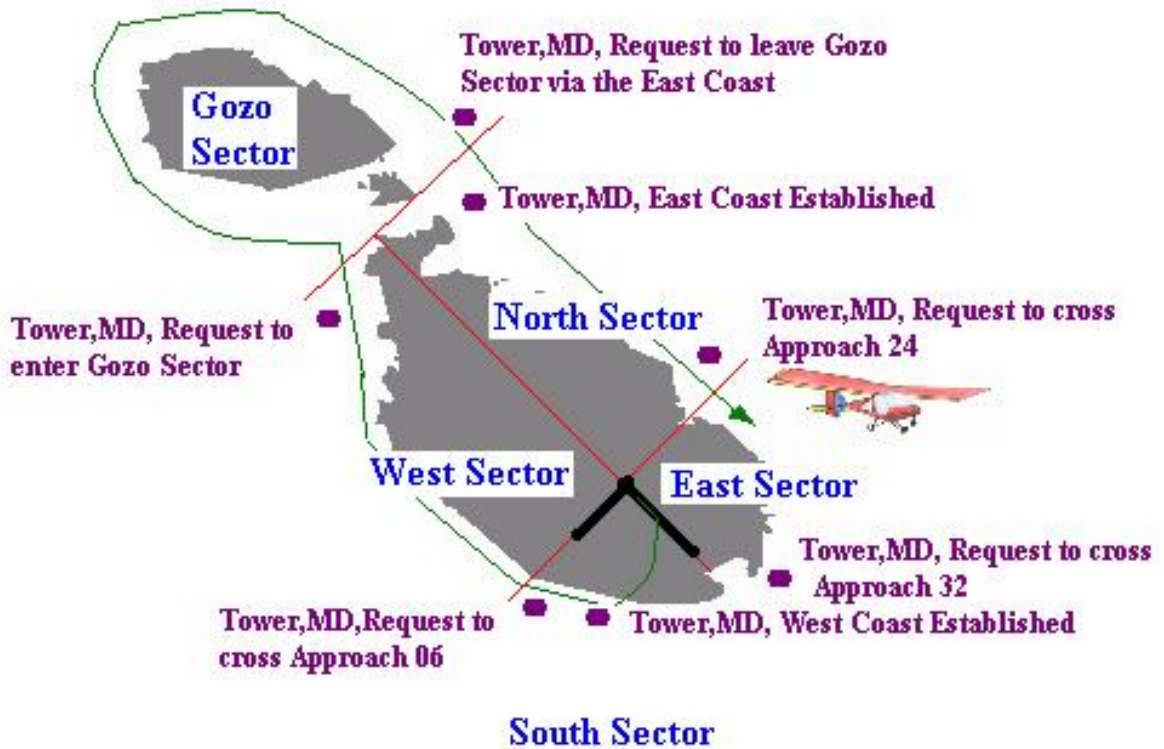 Tower,MD, Request to leave Gozo
Sector via the East Coast
Gozo
Sector
Tower,MD, East Coast Established
North Sector
Tower,MD, Request to cross
Approach 24
Tower,MD, Request to
enter Gozo Sector
West Sector
East Sector
Tower,MD, Request to cross
Approach 32
Tower,MD,Request to
cross Approach 06
Tower,MD, West Coast Established
South Sector